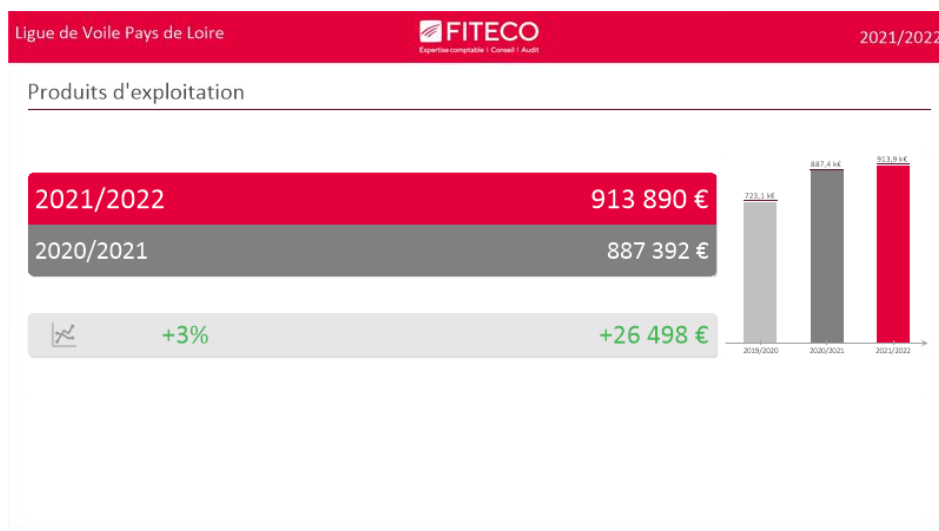 Ligue de Voile Pays de Loire
FITECO
Expertise comptable I Conseil I Audit
2021/2022
Produits d'exploitation
2021/2022 913 890 €
2020/2021 887 392 €
+3% +26 498 €
723,1 k€
887,4 k€
913,9 k€
2019/2020 2020/2021 2021/2022